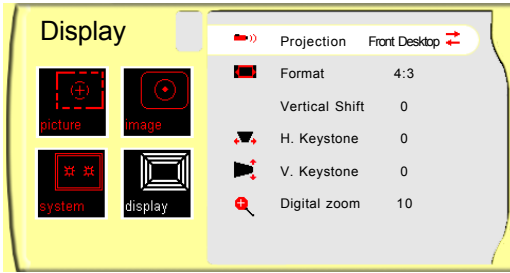 Display
picture
image
system
display
Projection Front Desktop
Format 4:3
Vertical Shift 0
H. Keystone 0
V. Keystone 0
Digital zoom 10